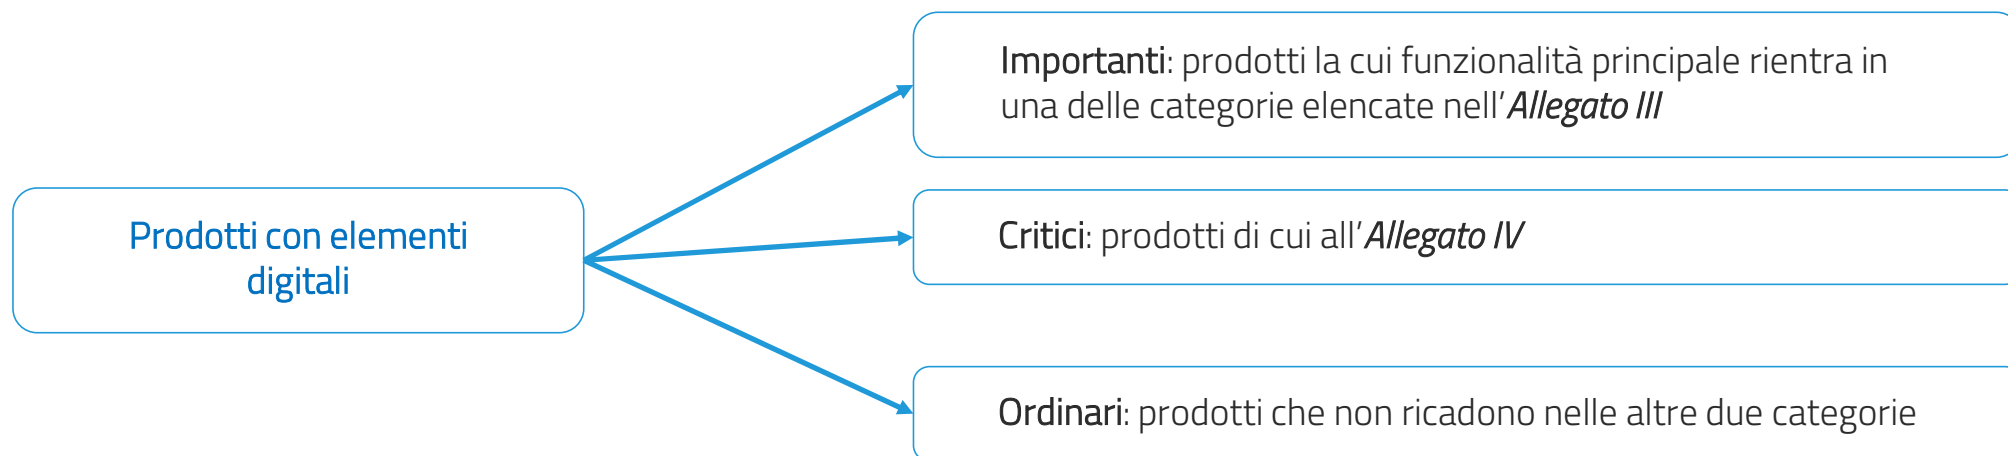 Importanti: prodotti la cui funzionalità principale rientra in
una delle categorie elencate nell'Allegato III
Prodotti con elementi
digitali
Critici: prodotti di cui all'Allegato IV
Ordinari: prodotti che non ricadono nelle altre due categorie